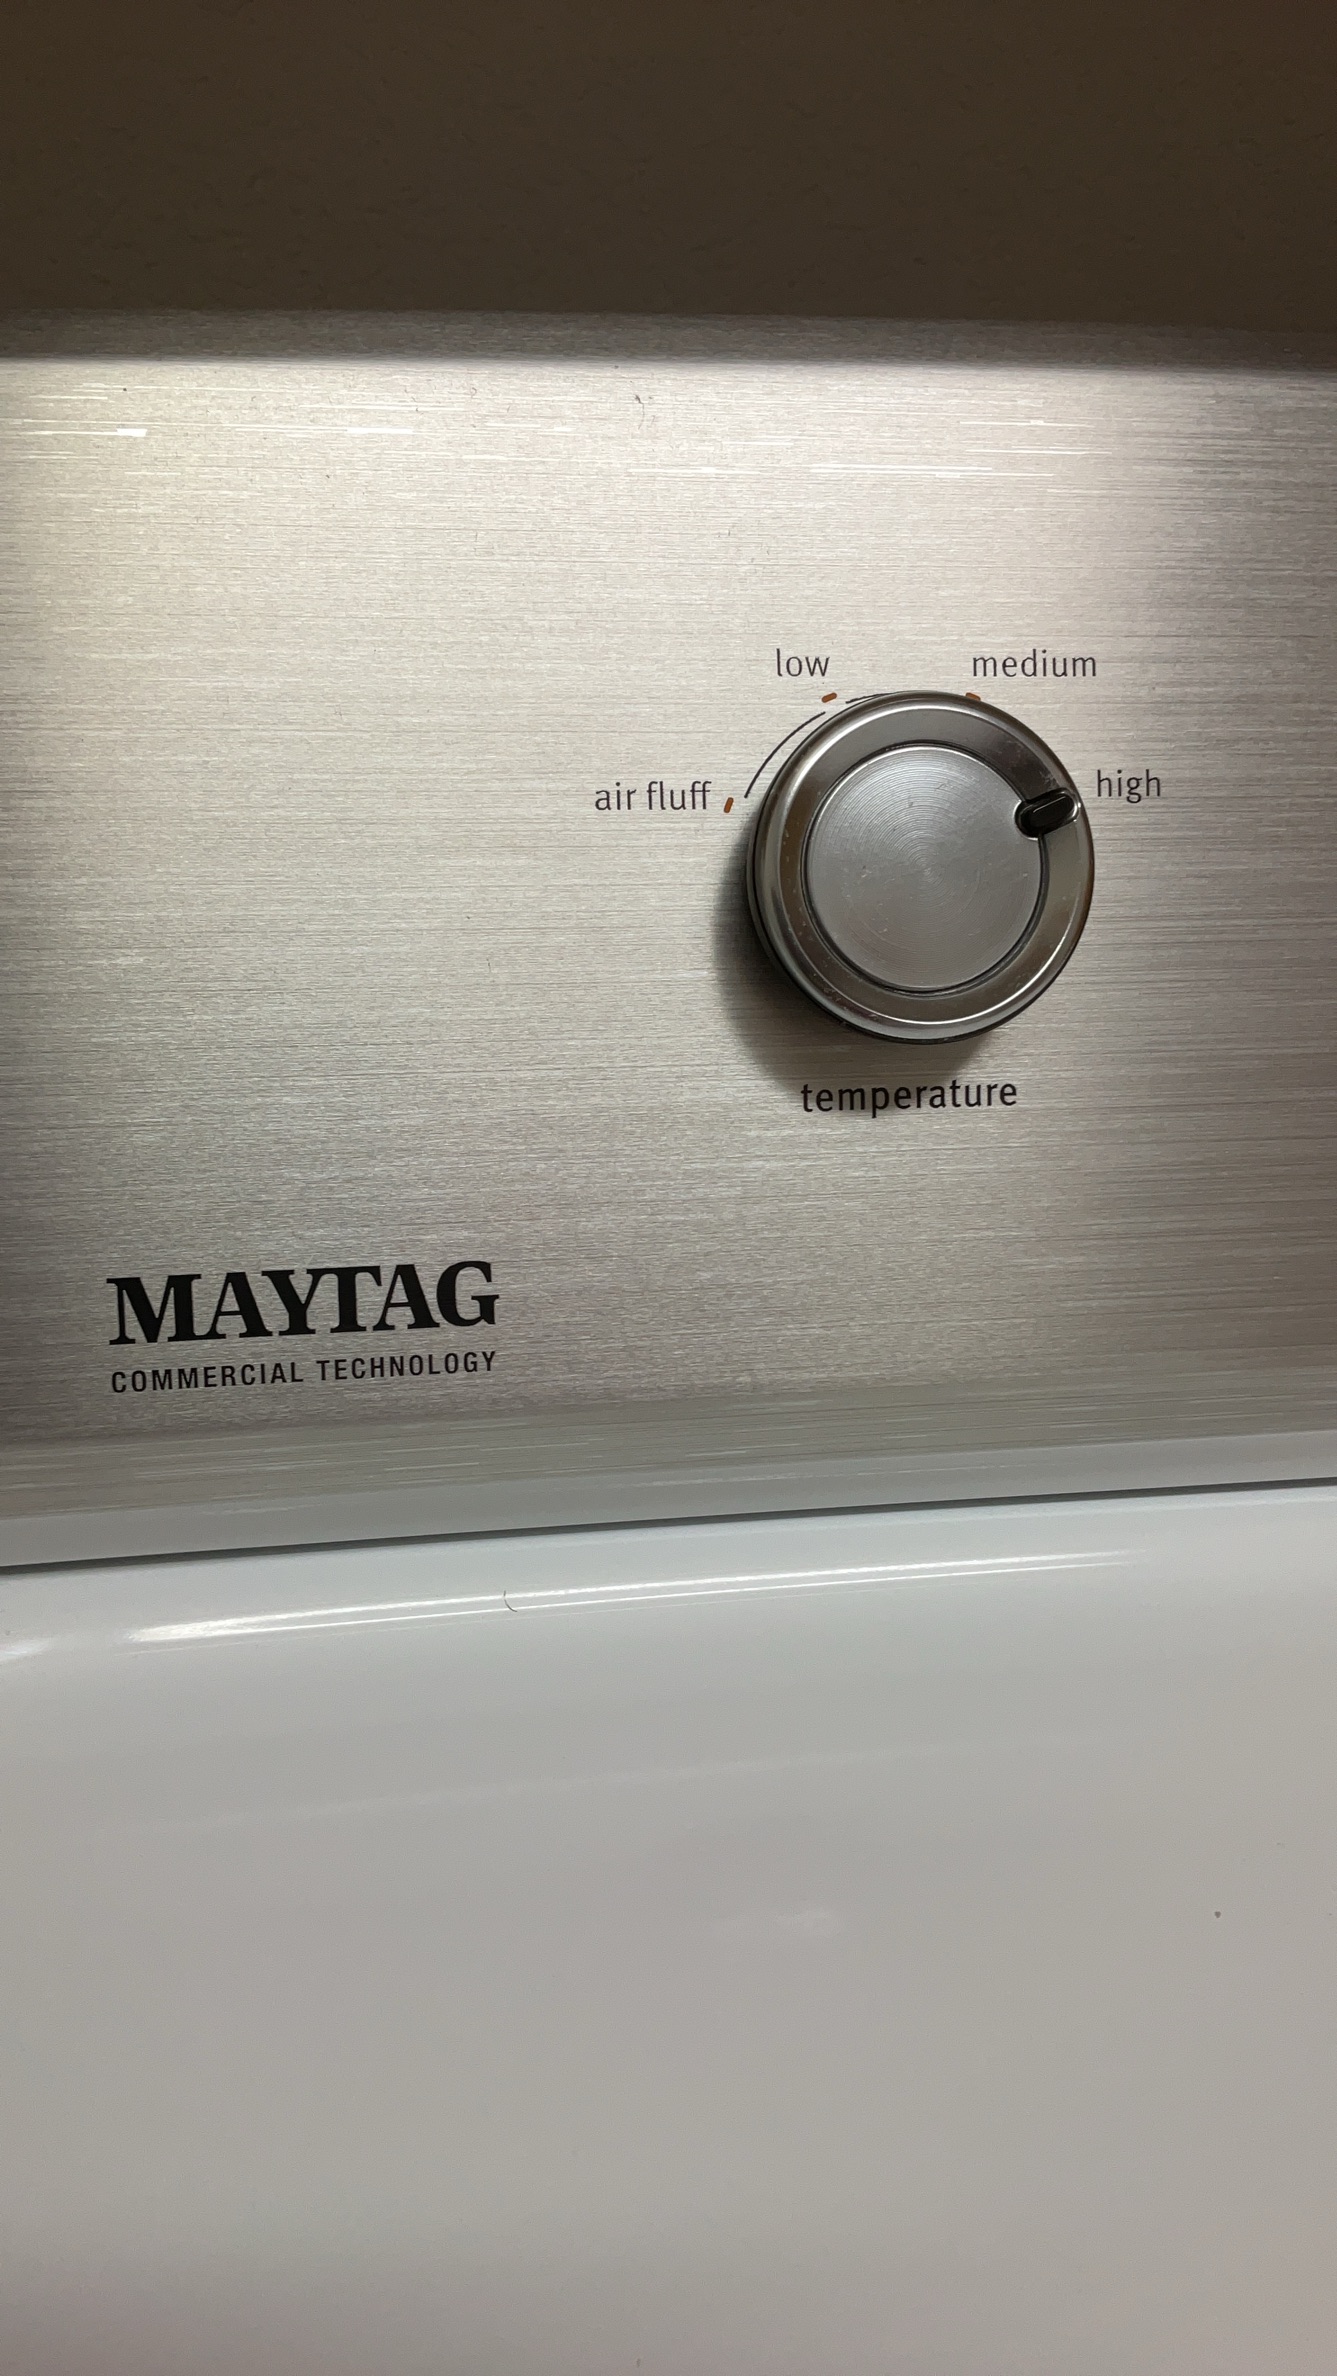 low
medium
air fluff
high
temperature
MAYTAG
COMMERCIAL TECHNOLOGY